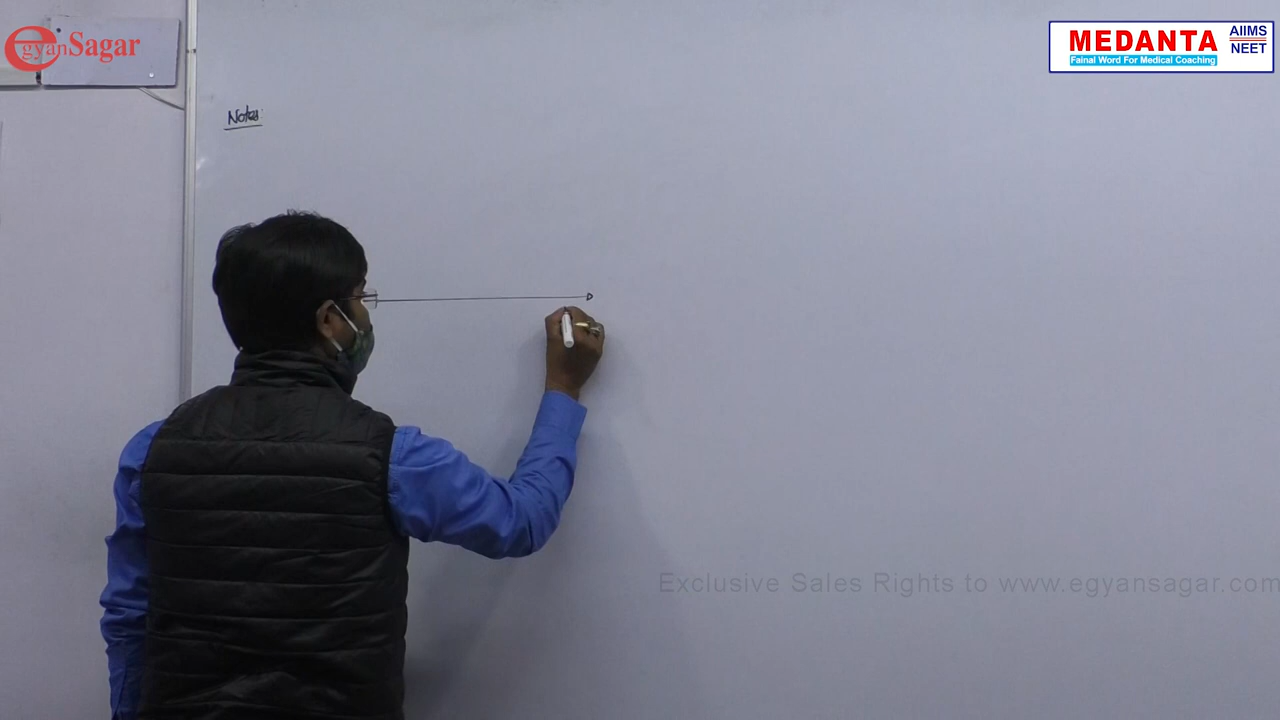 egyanSagar
MEDANTA
AIIMS
NEET
Fainal Word For Medical Coaching
Notes
Exclusive Sales Rights to www.egyansagar.com